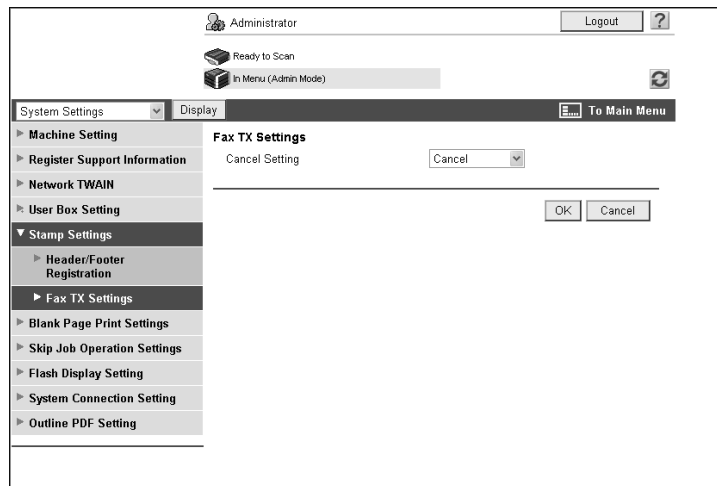 Administrator
Logout
?
Ready to Scan
In Menu (Admin Mode)
System Settings
Display
To Main Menu
Machine Setting
Register Support Information
Network TWAIN
User Box Setting
Stamp Settings
Header/Footer
Registration
Fax TX Settings
Blank Page Print Settings
Skip Job Operation Settings
Flash Display Setting
System Connection Setting
Outline PDF Setting
Fax TX Settings
Cancel Setting
Cancel
OK
Cancel